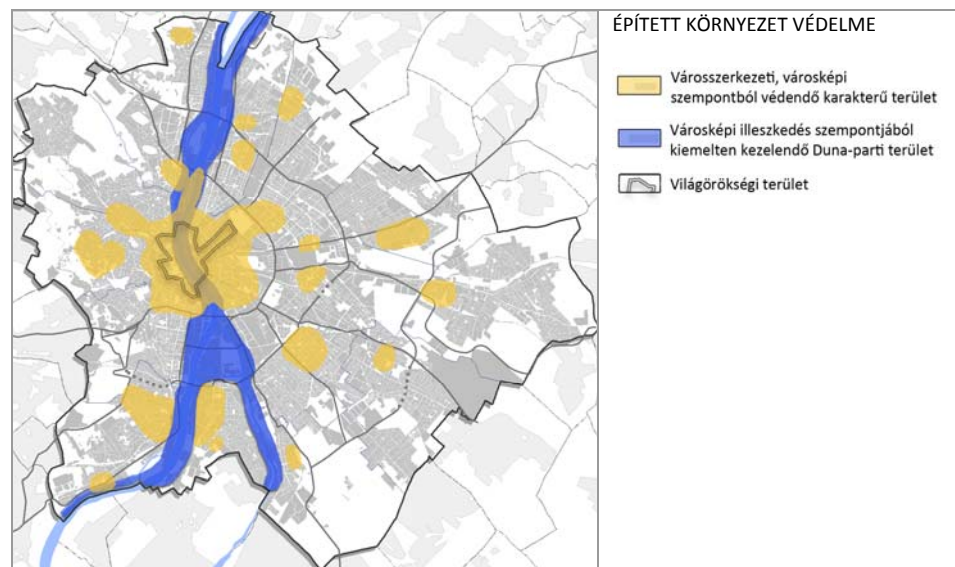 ÉPÍTETT KÖRNYEZET VÉDELME
Városszerkezeti, városképi
szempontból védendő karakterű terület
Városképi illeszkedés szempontjából
kiemelten kezelendő Duna-parti terület
Világörökségi terület